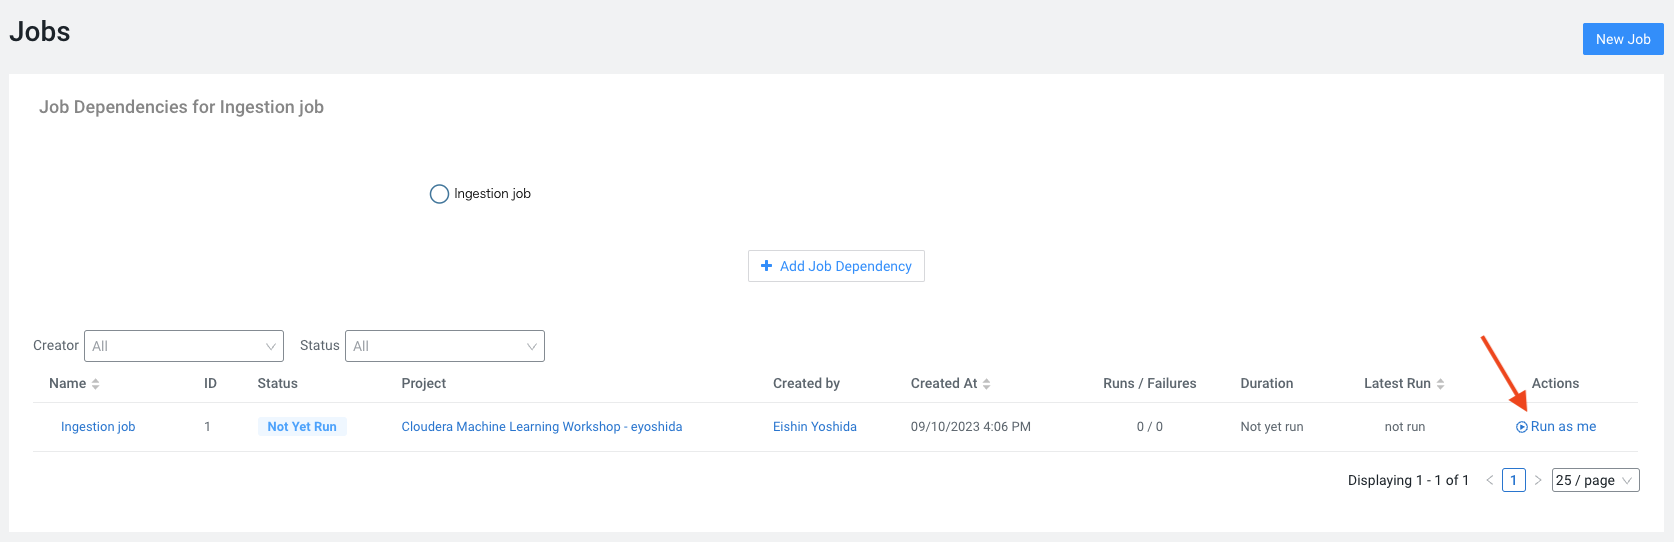 Jobs
New Job
Job Dependencies for Ingestion job
Ingestion job
Add Job Dependency
Creator All Status All
Name ID Status Project Created by Created At Runs / Failures Duration Latest Run Actions
Ingestion job 1 Not Yet Run Cloudera Machine Learning Workshop - eyoshida Eishin Yoshida 09/10/2023 4:06 PM 0 / 0 Not yet run not run Run as me
Displaying 1 - 1 of 1 < 1 > 25 / page